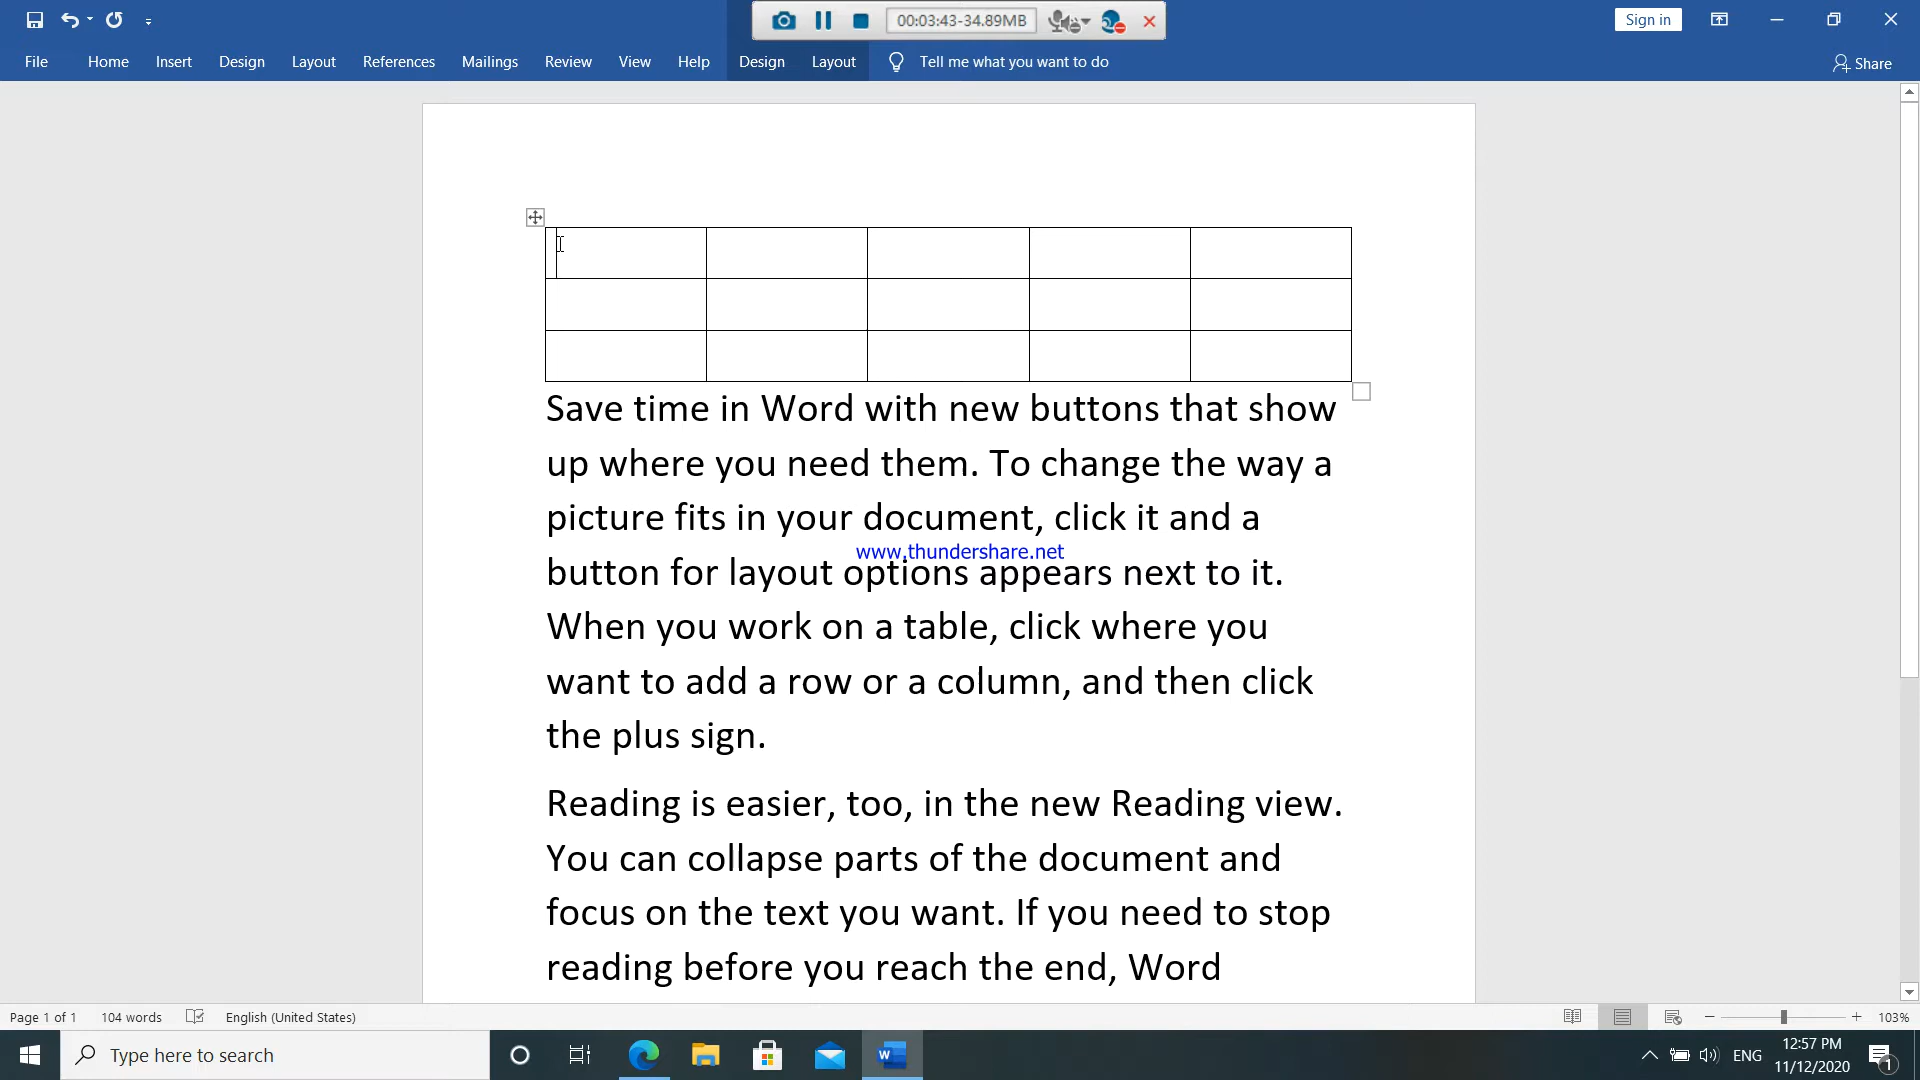 00:03:43-34.89MB
Sign in
File Home Insert Design Layout References Mailings Review View Help Design Layout Tell me what you want to do Share
Save time in Word with new buttons that show
up where you need them. To change the way a
picture fits in your document, click it and a
www.thundershare.net
button for layout options appears next to it.
When you work on a table, click where you
want to add a row or a column, and then click
the plus sign.
Reading is easier, too, in the new Reading view.
You can collapse parts of the document and
focus on the text you want. If you need to stop
reading before you reach the end, Word
Page 1 of 1 104 words English (United States) 103%
Type here to search
W
ENG
12:57 PM
11/12/2020
1